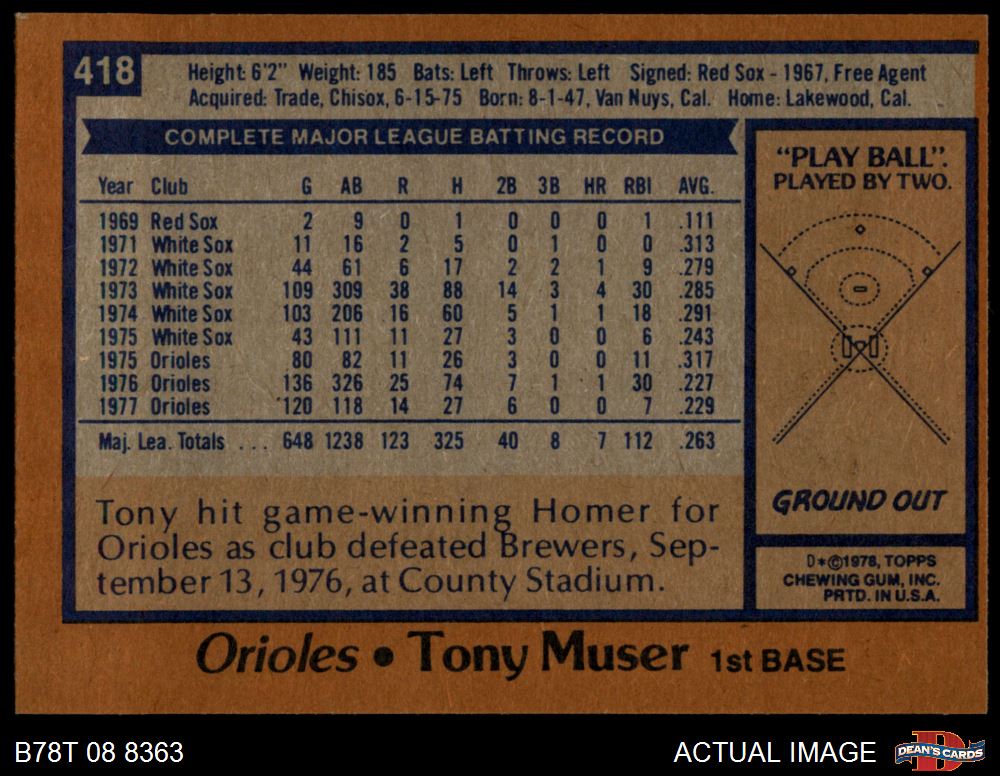 418
Height: 6'2" Weight: 185 Bats: Left Throws: Left Signed: Red Sox - 1967, Free Agent
Acquired: Trade, Chisox, 6-15-75 Born: 8-1-47, Van Nuys, Cal. Home: Lakewood, Cal.
COMPLETE MAJOR LEAGUE BATTING RECORD
Year Club G AB R H 2B 3B HR RBI AVG.
1969 Red Sox 2 9 0 1 0 0 0 1 .111
1971 White Sox 11 16 2 5 0 1 0 0 .313
1972 White Sox 44 61 6 17 2 2 1 9 .279
1973 White Sox 109 309 38 88 14 3 4 30 .285
1974 White Sox 103 206 16 60 5 1 1 18 .291
1975 White Sox 43 111 11 27 3 0 0 6 .243
1975 Orioles 80 82 11 26 3 0 0 11 .317
1976 Orioles 136 326 25 74 7 1 1 30 .227
1977 Orioles 120 118 14 27 6 0 0 7 .229
Maj. Lea. Totals ... 648 1238 123 325 40 8 7 112 .263
Tony hit game-winning Homer for
Orioles as club defeated Brewers, Sep-
tember 13, 1976, at County Stadium.
"PLAY BALL".
PLAYED BY TWO.
GROUND OUT
D*©1978, TOPPS
CHEWING GUM, INC.
PRTD. IN U.S.A.
Orioles • Tony Muser 1st BASE
B78T 08 8363
ACTUAL IMAGE
D
DEAN'S CARDS